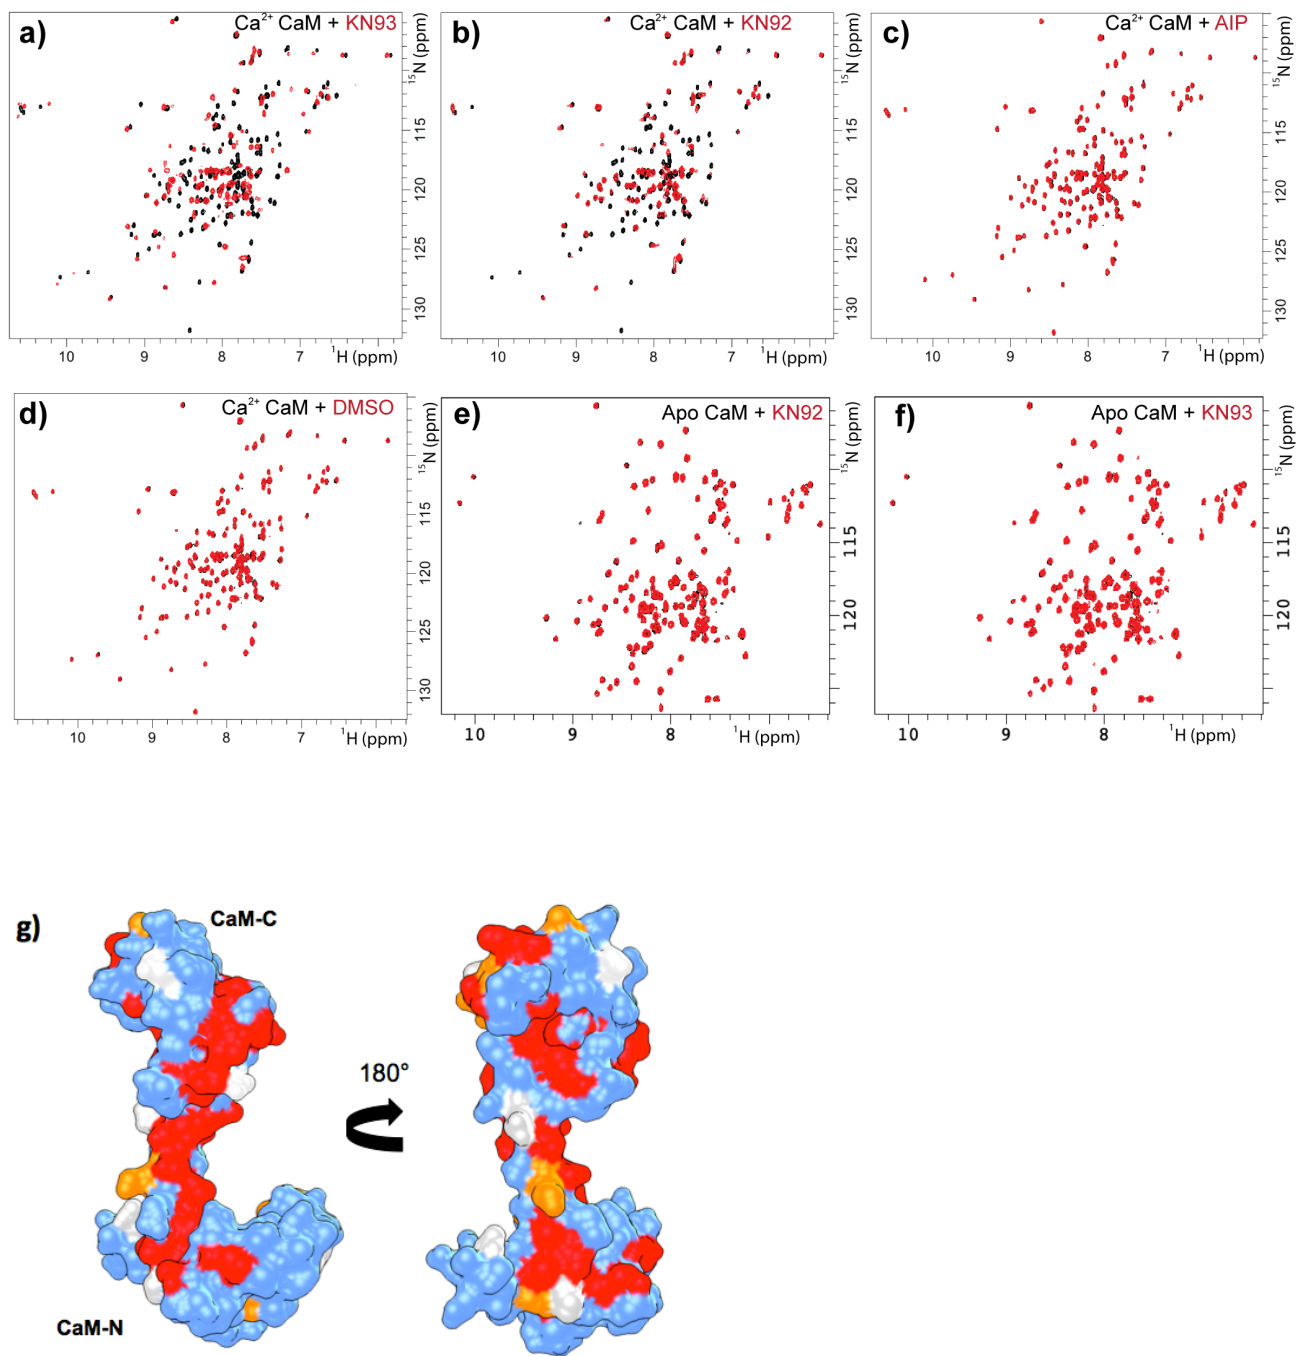 a)
Ca²⁺ CaM + KN93
¹⁵N (ppm)
115
120
125
130
10 9 8 7
¹H (ppm)
b)
Ca²⁺ CaM + KN92
¹⁵N (ppm)
115
120
125
130
10 9 8 7
¹H (ppm)
c)
Ca²⁺ CaM + AIP
¹⁵N (ppm)
115
120
125
130
10 9 8 7
¹H (ppm)
d)
Ca²⁺ CaM + DMSO
¹⁵N (ppm)
115
120
125
130
10 9 8 7
¹H (ppm)
e)
Apo CaM + KN92
¹⁵N (ppm)
115
120
10 9 8
¹H (ppm)
f)
Apo CaM + KN93
¹⁵N (ppm)
115
120
10 9 8
¹H (ppm)
g)
CaM-C
180°
CaM-N